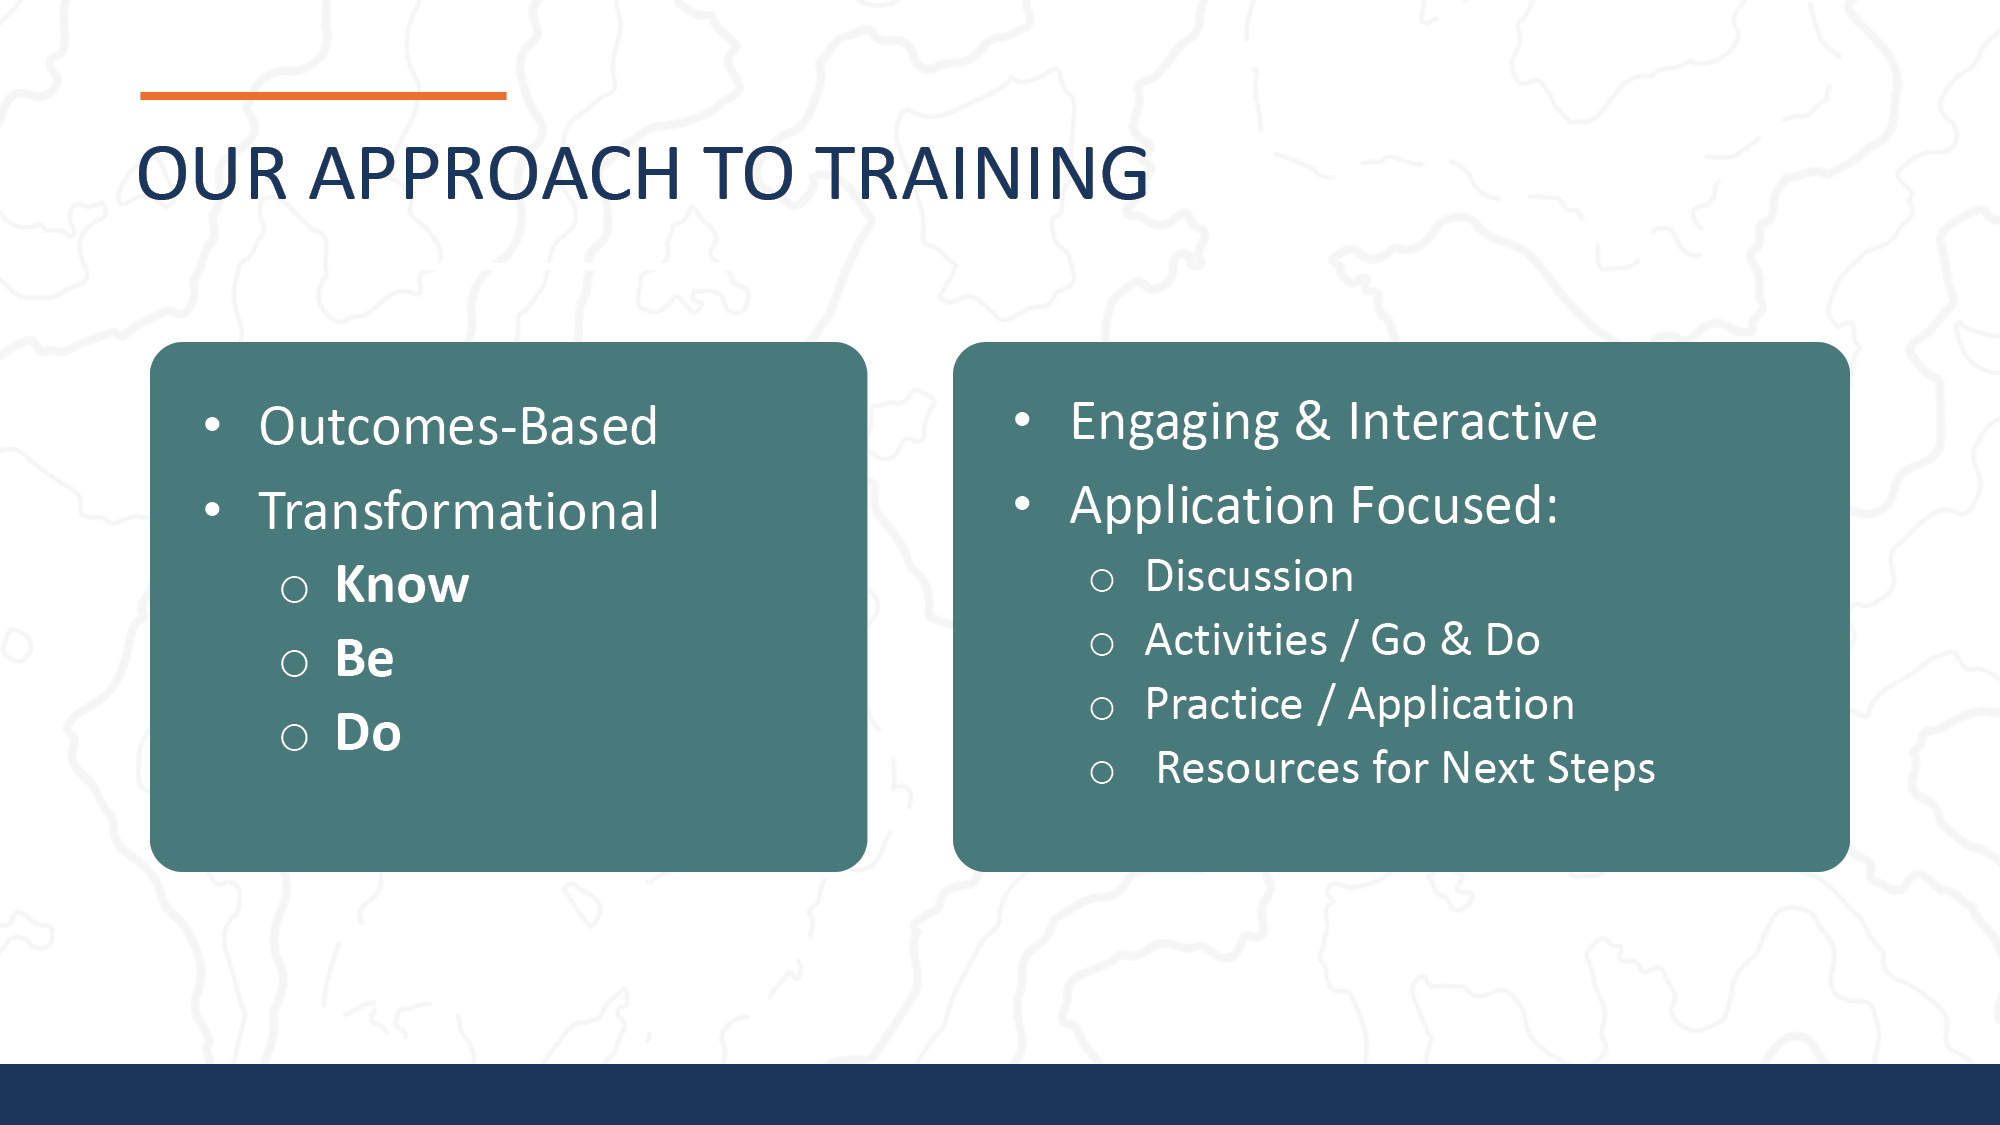 OUR APPROACH TO TRAINING
• Outcomes-Based
• Transformational
o Know
o Be
o Do
• Engaging & Interactive
• Application Focused:
o Discussion
o Activities / Go & Do
o Practice / Application
o Resources for Next Steps